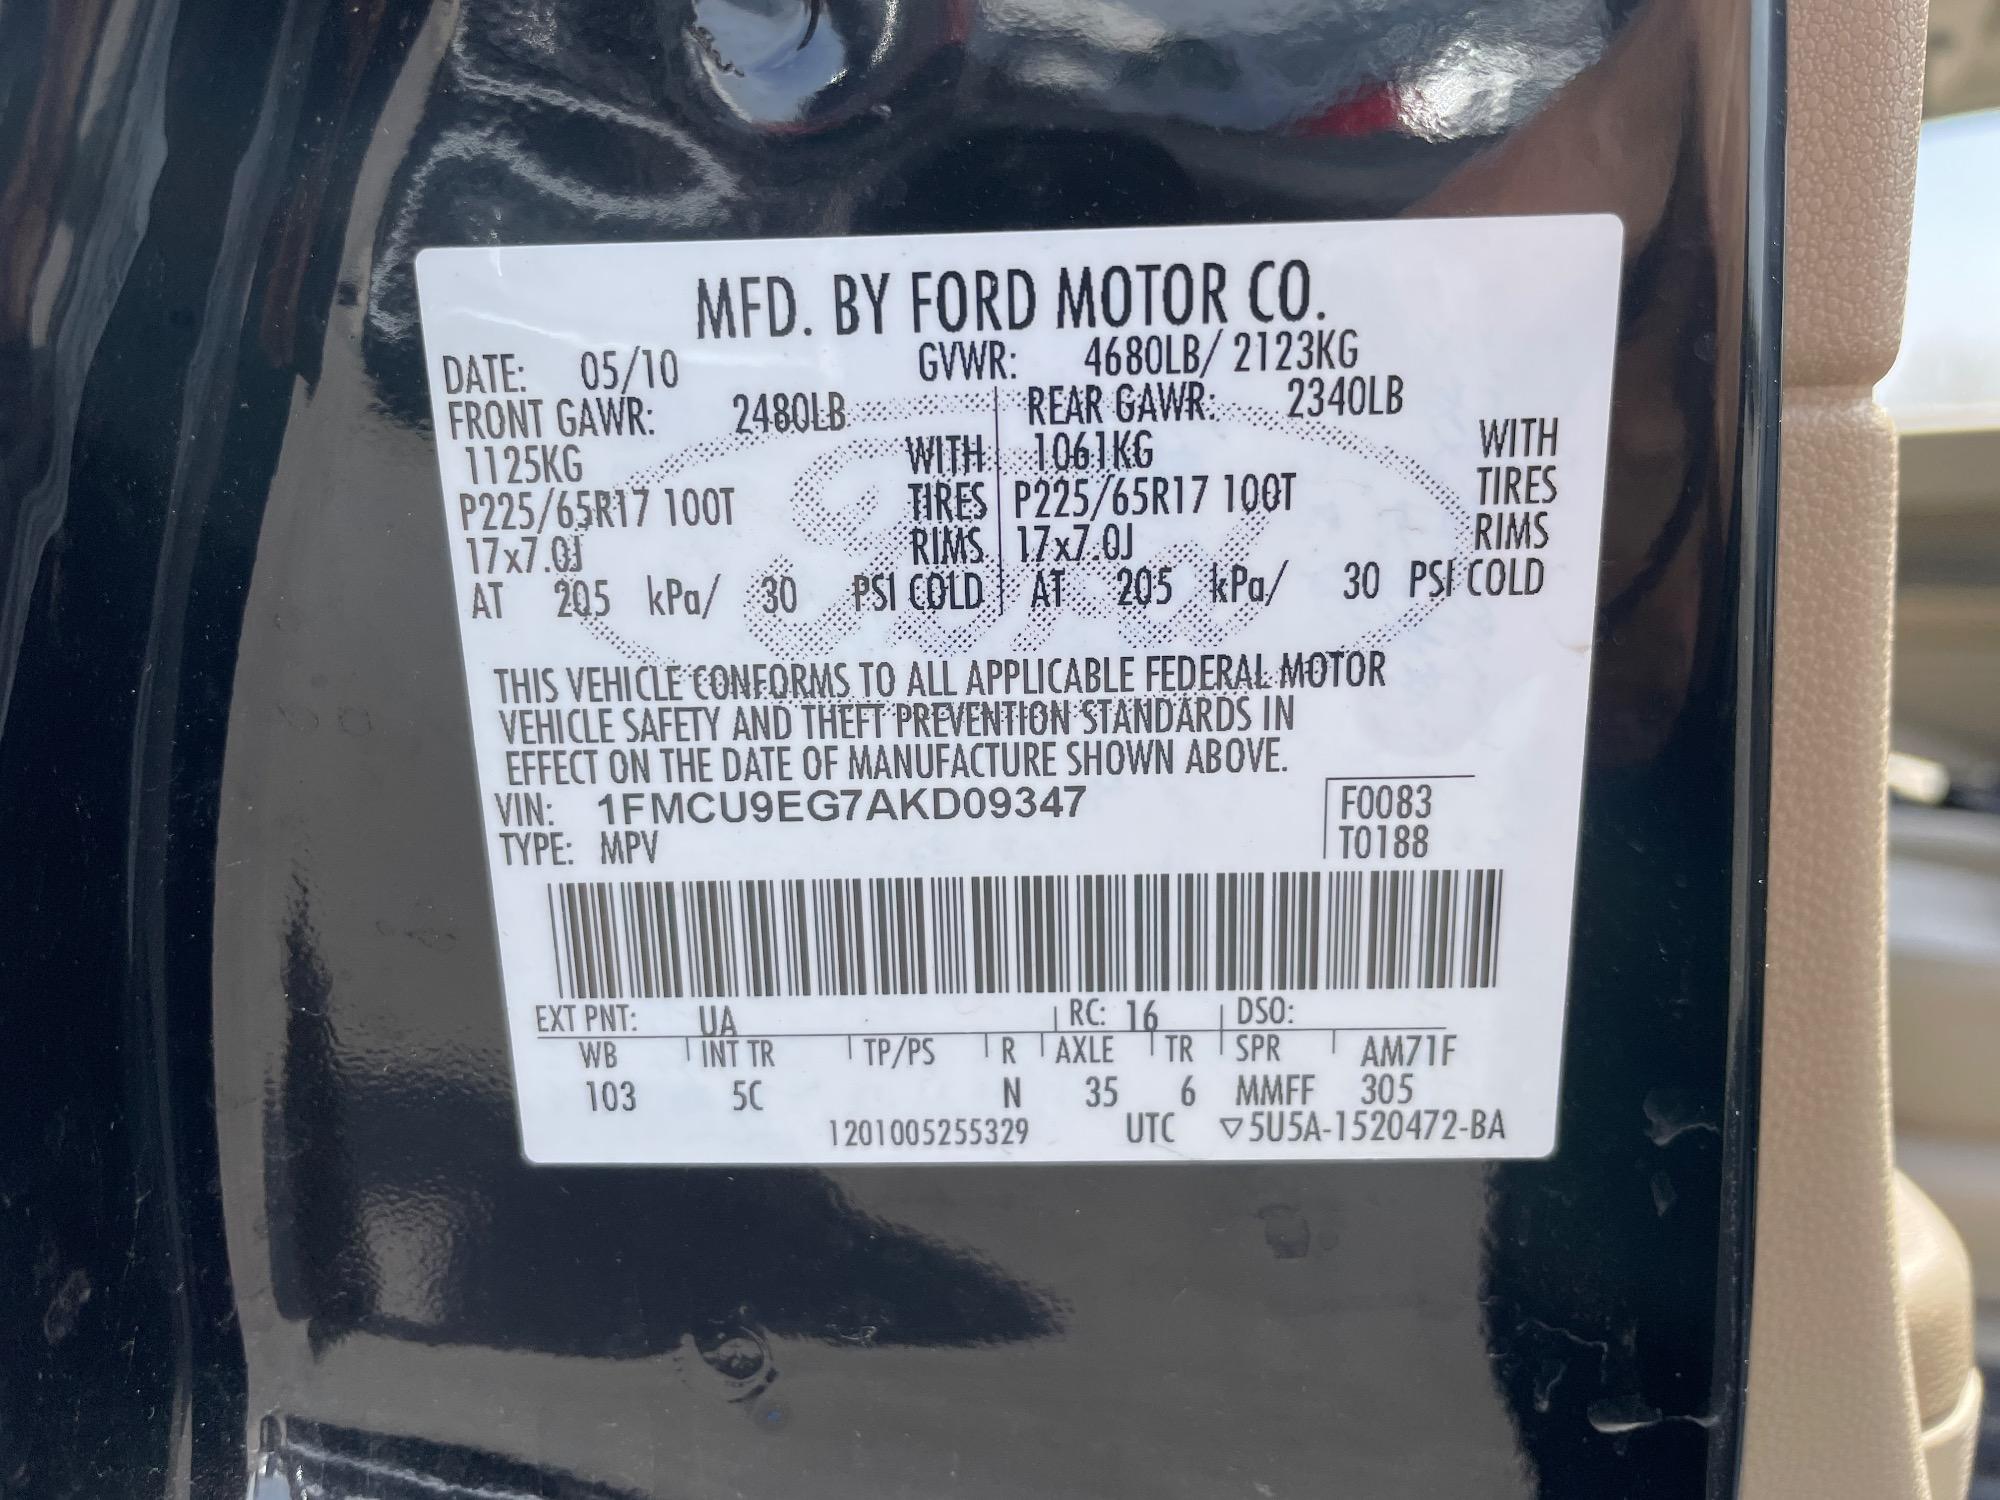 MFD. BY FORD MOTOR CO.
DATE: 05/10 GVWR: 4680LB/ 2123KG
FRONT GAWR: 2480LB REAR GAWR: 2340LB
1125KG WITH 1061KG WITH
P225/65R17 100T TIRES P225/65R17 100T TIRES
17x7.0J RIMS 17x7.0J RIMS
AT 205 kPa/ 30 PSI COLD AT 205 kPa/ 30 PSI COLD
THIS VEHICLE CONFORMS TO ALL APPLICABLE FEDERAL MOTOR
VEHICLE SAFETY AND THEFT PREVENTION STANDARDS IN
EFFECT ON THE DATE OF MANUFACTURE SHOWN ABOVE.
VIN: 1FMCU9EG7AKD09347 F0083
TYPE: MPV T0188
EXT PNT: UA RC: 16 DSO:
WB INT TR TP/PS R AXLE TR SPR AM71F
103 5C N 35 6 MMFF 305
1201005255329 UTC ▽5U5A-1520472-BA